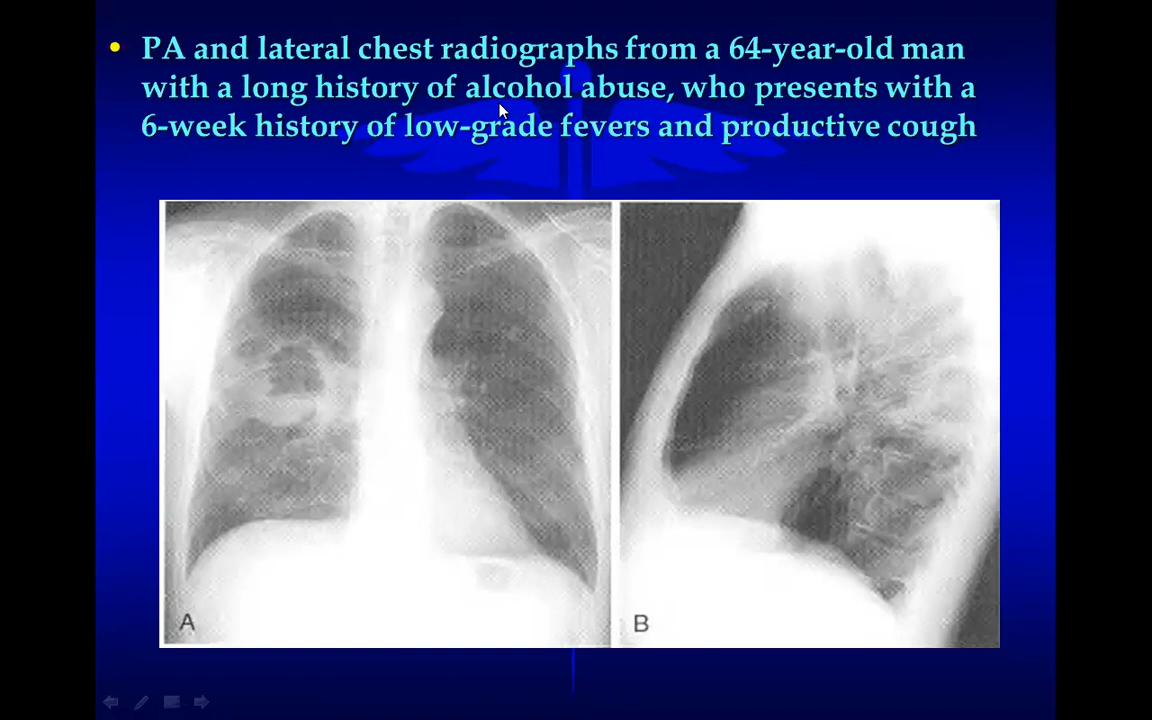 PA and lateral chest radiographs from a 64-year-old man
with a long history of alcohol abuse, who presents with a
6-week history of low-grade fevers and productive cough
A
B